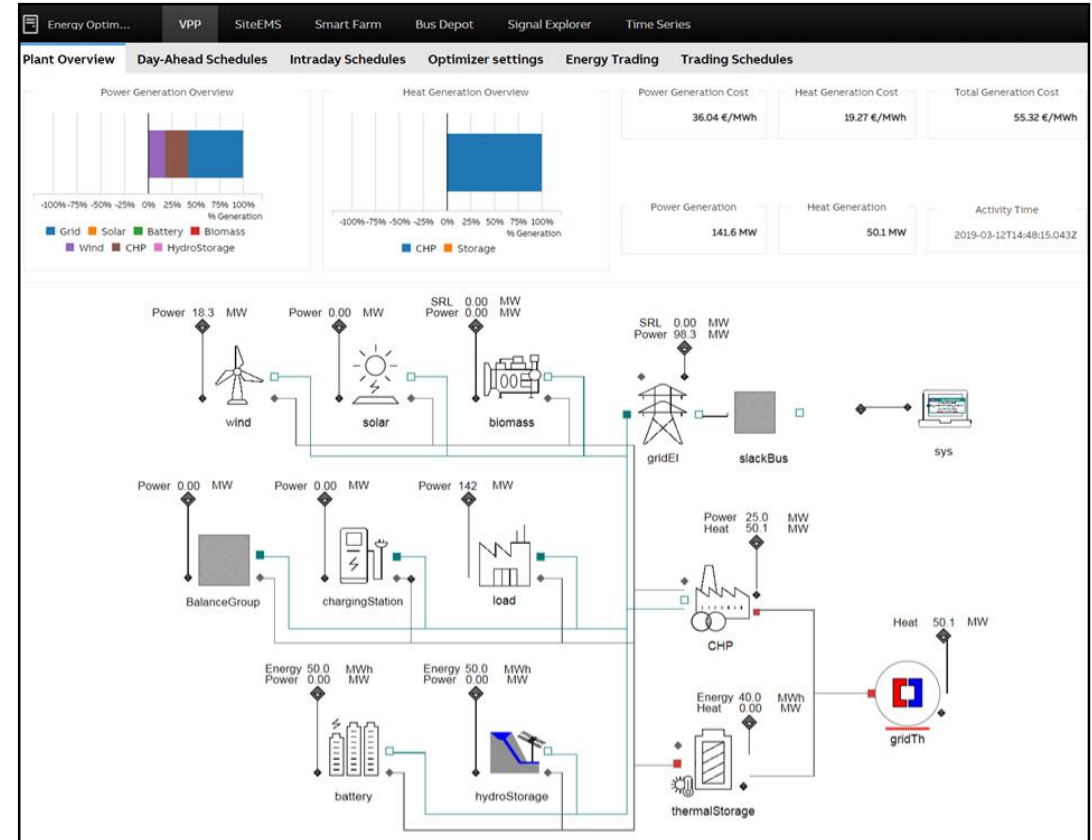 Energy Optim...
VPP
SiteEMS
Smart Farm
Bus Depot
Signal Explorer
Time Series
Plant Overview
Day-Ahead Schedules
Intraday Schedules
Optimizer settings
Energy Trading
Trading Schedules
Power Generation Overview
-100% -75% -50% -25% 0% 25% 50% 75% 100%
% Generation
Grid Solar Battery Biomass
Wind CHP HydroStorage
Heat Generation Overview
-100% -75% -50% -25% 0% 25% 50% 75% 100%
% Generation
CHP Storage
Power Generation Cost
36.04 €/MWh
Heat Generation Cost
19.27 €/MWh
Total Generation Cost
55.32 €/MWh
Power Generation
141.6 MW
Heat Generation
50.1 MW
Activity Time
2019-03-12T14:48:15.043Z
Power 18.3 MW
wind
Power 0.00 MW
solar
SRL 0.00 MW
Power 0.00 MW
biomass
SRL 0.00 MW
Power 98.3 MW
gridEl
slackBus
sys
Power 0.00 MW
BalanceGroup
Power 0.00 MW
chargingStation
Power 142 MW
load
Power 25.0 MW
Heat 50.1 MW
CHP
Heat 50.1 MW
gridTh
Energy 50.0 MWh
Power 0.00 MW
battery
Energy 50.0 MWh
Power 0.00 MW
hydroStorage
Energy 40.0 MWh
Heat 0.00 MW
thermalStorage